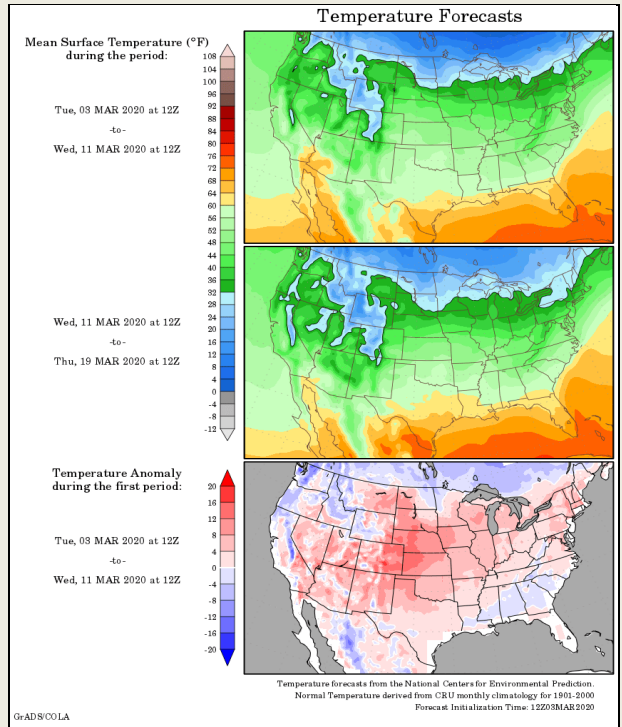 Temperature Forecasts
Mean Surface Temperature (°F)
during the period:
Tue, 03 MAR 2020 at 12Z
-to-
Wed, 11 MAR 2020 at 12Z
108
104
100
96
92
88
84
80
76
72
68
64
60
56
52
48
44
40
36
32
28
24
20
16
12
8
4
0
-4
-8
-12
Wed, 11 MAR 2020 at 12Z
-to-
Thu, 19 MAR 2020 at 12Z
Temperature Anomaly
during the first period:
Tue, 03 MAR 2020 at 12Z
-to-
Wed, 11 MAR 2020 at 12Z
20
16
12
8
4
0
-4
-8
-12
-16
-20
Temperature forecasts from the National Centers for Environmental Prediction.
Normal Temperature derived from CRU monthly climatology for 1901-2000
Forecast Initialization Time: 12Z03MAR2020
GrADS/COLA